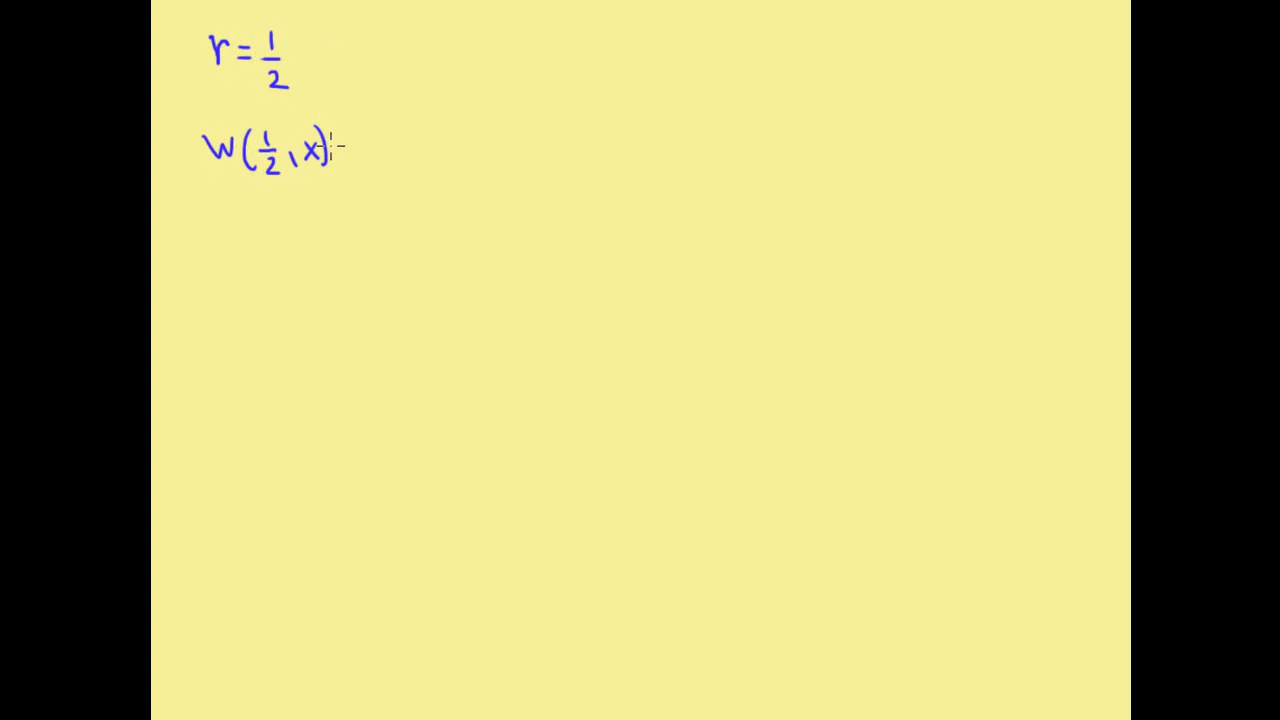 r = 1/2
w(1/2, x)